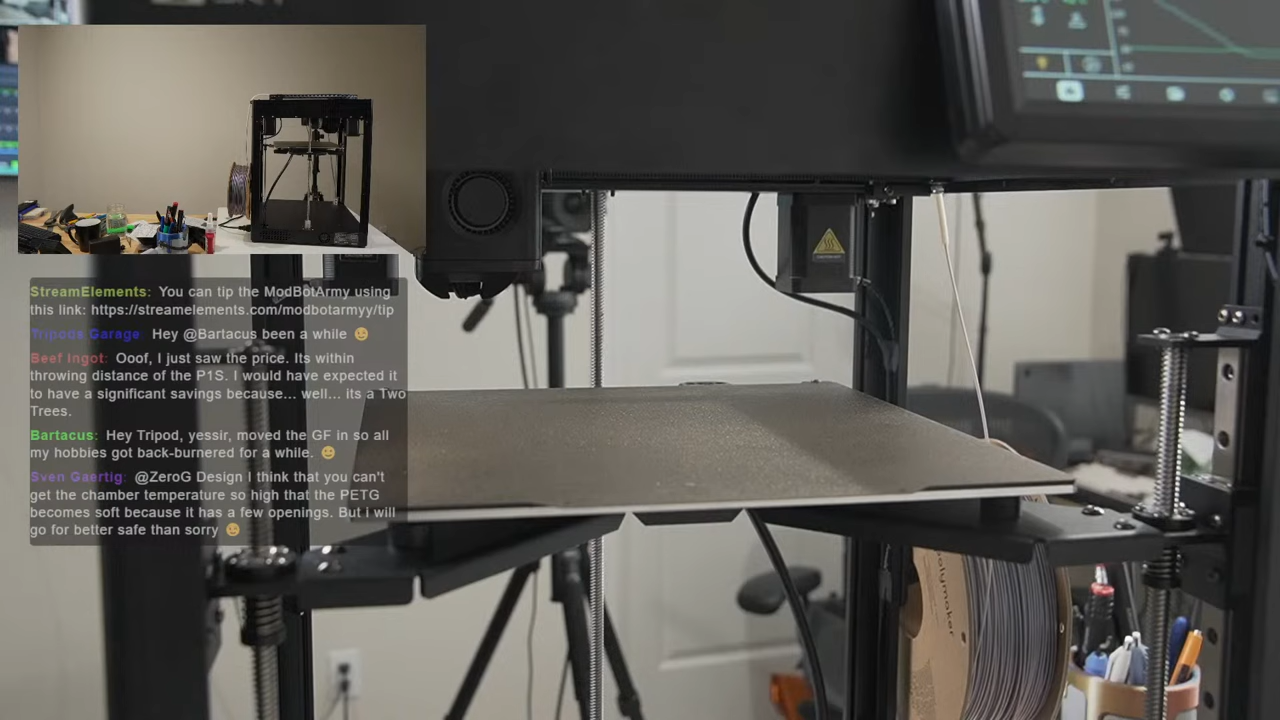 StreamElements: You can tip the ModBotArmy using
this link: https://streamelements.com/modbotarmyy/tip
Tripods Garage: Hey @Bartacus been a while
Beef Ingot: Ooof, I just saw the price. Its within
throwing distance of the P1S. I would have expected it
to have a significant savings because... well... its a Two
Trees.
Bartacus: Hey Tripod, yessir, moved the GF in so all
my hobbies got back-burnered for a while.
Sven Gaertig: @ZeroG Design I think that you can't
get the chamber temperature so high that the PETG
becomes soft because it has a few openings. But i will
go for better safe than sorry
olymaker